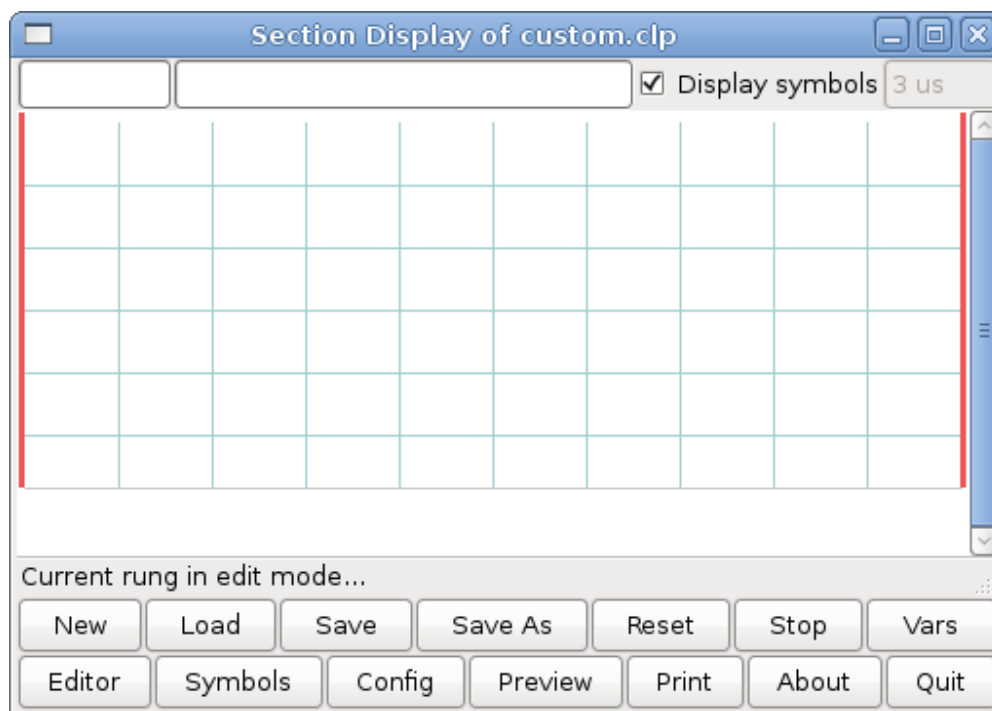 Section Display of custom.clp
Display symbols 3 us
Current rung in edit mode...
New Load Save Save As Reset Stop Vars
Editor Symbols Config Preview Print About Quit